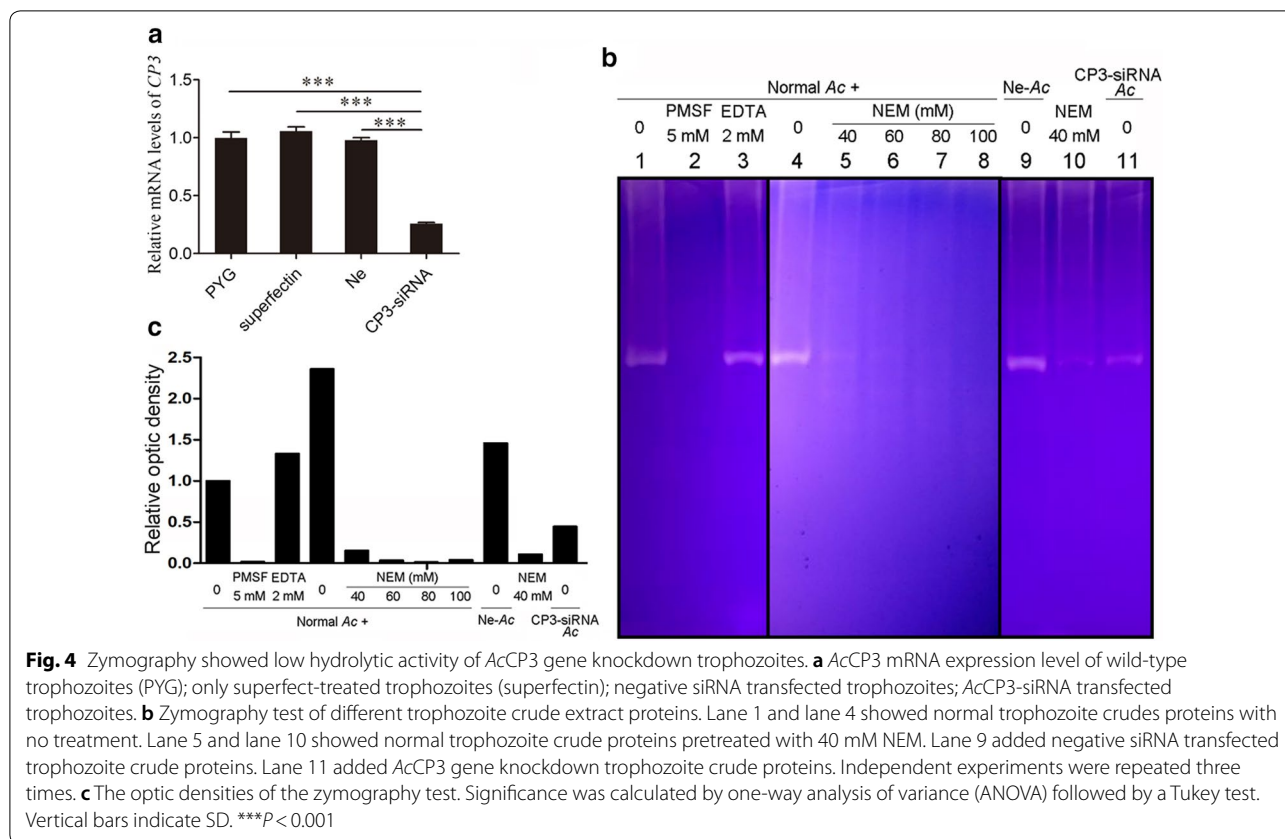 a
Relative mRNA levels of CP3
1.5
1.0
0.5
0.0
***
***
***
PYG
superfectin
Ne
CP3-siRNA
b
Normal Ac +
Ne-Ac
CP3-siRNA
Ac
0
PMSF
5 mM
EDTA
2 mM
0
NEM (mM)
40 60 80 100
0
NEM
40 mM
0
1 2 3 4 5 6 7 8 9 10 11
c
Relative optic density
2.5
2.0
1.5
1.0
0.5
0.0
0
PMSF
5 mM
EDTA
2 mM
0
NEM (mM)
40 60 80 100
0
NEM
40 mM
0
Normal Ac +
Ne-Ac
CP3-siRNA
Ac
Fig. 4 Zymography showed low hydrolytic activity of AcCP3 gene knockdown trophozoites. a AcCP3 mRNA expression level of wild-type
trophozoites (PYG); only superfect-treated trophozoites (superfectin); negative siRNA transfected trophozoites; AcCP3-siRNA transfected
trophozoites. b Zymography test of different trophozoite crude extract proteins. Lane 1 and lane 4 showed normal trophozoite crudes proteins with
no treatment. Lane 5 and lane 10 showed normal trophozoite crude proteins pretreated with 40 mM NEM. Lane 9 added negative siRNA transfected
trophozoite crude proteins. Lane 11 added AcCP3 gene knockdown trophozoite crude proteins. Independent experiments were repeated three
times. c The optic densities of the zymography test. Significance was calculated by one-way analysis of variance (ANOVA) followed by a Tukey test.
Vertical bars indicate SD. ***P < 0.001